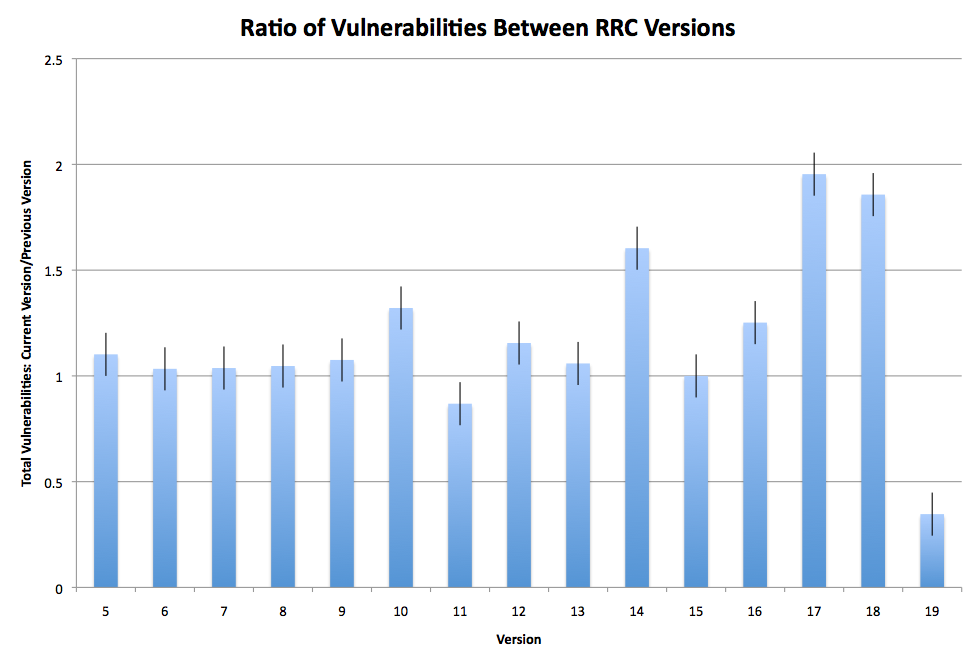 Ratio of Vulnerabilities Between RRC Versions
Total Vulnerabilities: Current Version/Previous Version
2.5
2
1.5
1
0.5
0
5 6 7 8 9 10 11 12 13 14 15 16 17 18 19
Version